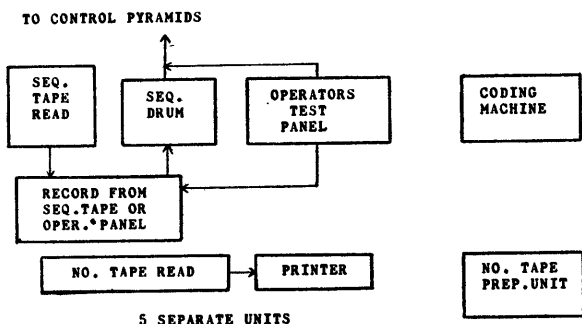 TO CONTROL PYRAMIDS
SEQ.
TAPE
READ
SEQ.
DRUM
OPERATORS
TEST
PANEL
CODING
MACHINE
RECORD FROM
SEQ.TAPE OR
OPER.*PANEL
NO. TAPE READ
PRINTER
NO. TAPE
PREP.UNIT
5 SEPARATE UNITS